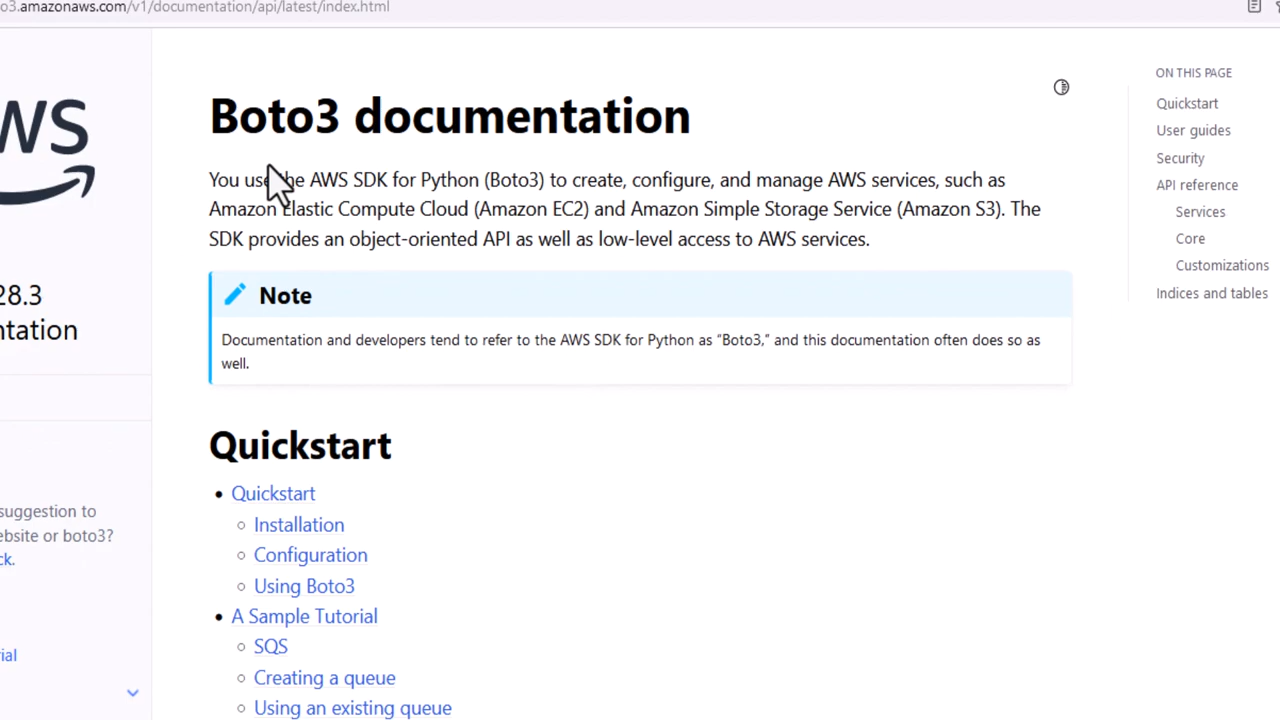 o3.amazonaws.com/v1/documentation/api/latest/index.html
WS
28.3
ntation
suggestion to
ebsite or boto3?
ck.
ial
Boto3 documentation
You use the AWS SDK for Python (Boto3) to create, configure, and manage AWS services, such as
Amazon Elastic Compute Cloud (Amazon EC2) and Amazon Simple Storage Service (Amazon S3). The
SDK provides an object-oriented API as well as low-level access to AWS services.
Note
Documentation and developers tend to refer to the AWS SDK for Python as “Boto3,” and this documentation often does so as
well.
Quickstart
Quickstart
Installation
Configuration
Using Boto3
A Sample Tutorial
SQS
Creating a queue
Using an existing queue
ON THIS PAGE
Quickstart
User guides
Security
API reference
Services
Core
Customizations
Indices and tables